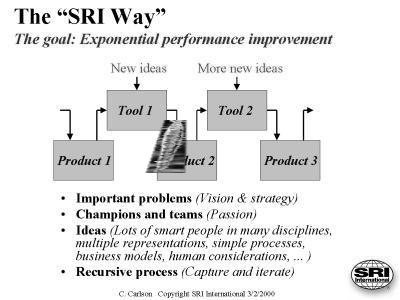 The “SRI Way”
The goal: Exponential performance improvement
New ideas
More new ideas
Tool 1
Tool 2
Product 1
duct 2
Product 3
• Important problems (Vision & strategy)
• Champions and teams (Passion)
• Ideas (Lots of smart people in many disciplines,
multiple representations, simple processes,
business models, human considerations, ... )
• Recursive process (Capture and iterate)
C. Carlson Copyright SRI International 3/2/2000
SRI
International